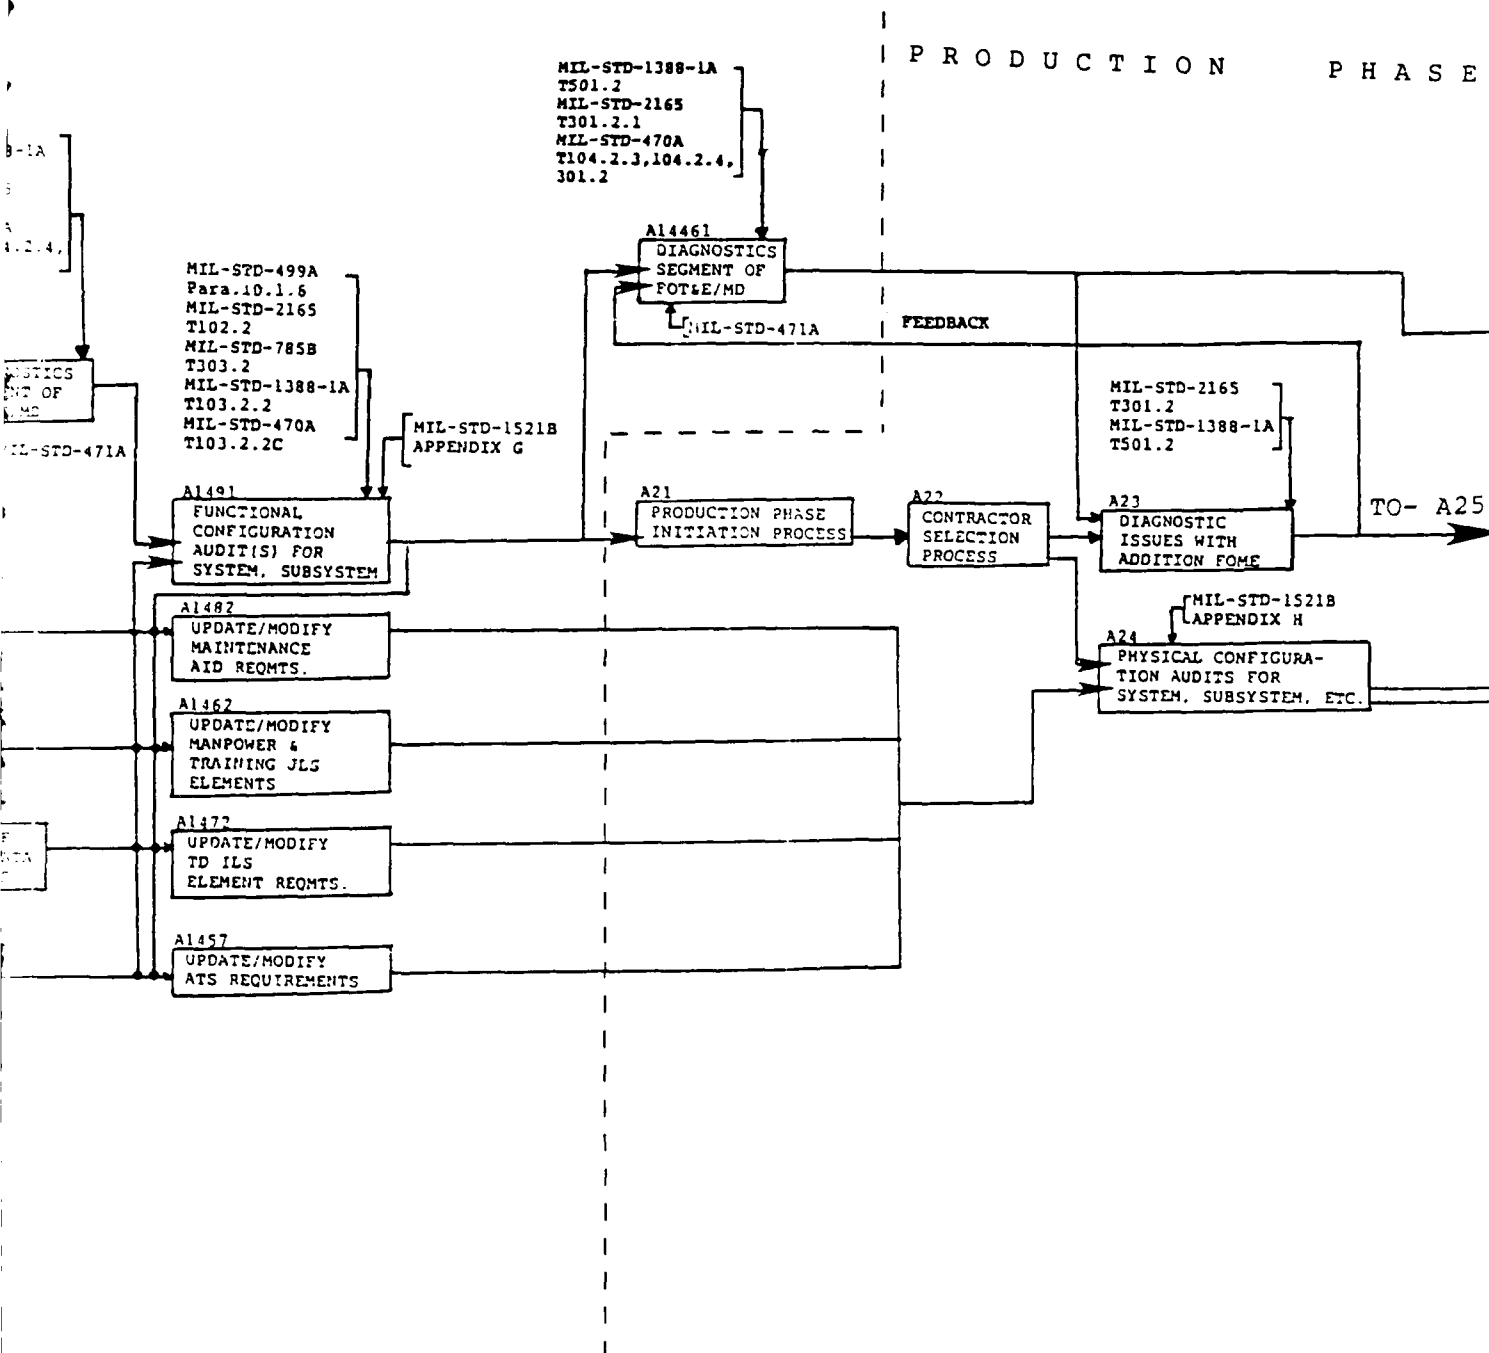 PRODUCTION PHASE
MIL-STD-1388-1A
T501.2
MIL-STD-2165
T301.2.1
MIL-STD-470A
T104.2.3,104.2.4,
301.2
A14461
DIAGNOSTICS
SEGMENT OF
FOT&E/MD
MIL-STD-471A
FEEDBACK
-1A
.2.4,
NT OF
-STD-471A
MIL-STD-499A
Para.10.1.6
MIL-STD-2165
T102.2
MIL-STD-785B
T303.2
MIL-STD-1388-1A
T103.2.2
MIL-STD-470A
T103.2.2C
MIL-STD-1521B
APPENDIX G
A1491
FUNCTIONAL
CONFIGURATION
AUDIT(S) FOR
SYSTEM, SUBSYSTEM
A21
PRODUCTION PHASE
INITIATION PROCESS
A22
CONTRACTOR
SELECTION
PROCESS
MIL-STD-2165
T301.2
MIL-STD-1388-1A
T501.2
A23
DIAGNOSTIC
ISSUES WITH
ADDITION FOME
TO- A25
MIL-STD-1521B
APPENDIX H
A24
PHYSICAL CONFIGURA-
TION AUDITS FOR
SYSTEM, SUBSYSTEM, ETC.
A1482
UPDATE/MODIFY
MAINTENANCE
AID REQMTS.
A1462
UPDATE/MODIFY
MANPOWER &
TRAINING JLS
ELEMENTS
A1472
UPDATE/MODIFY
TD ILS
ELEMENT REQMTS.
A1457
UPDATE/MODIFY
ATS REQUIREMENTS